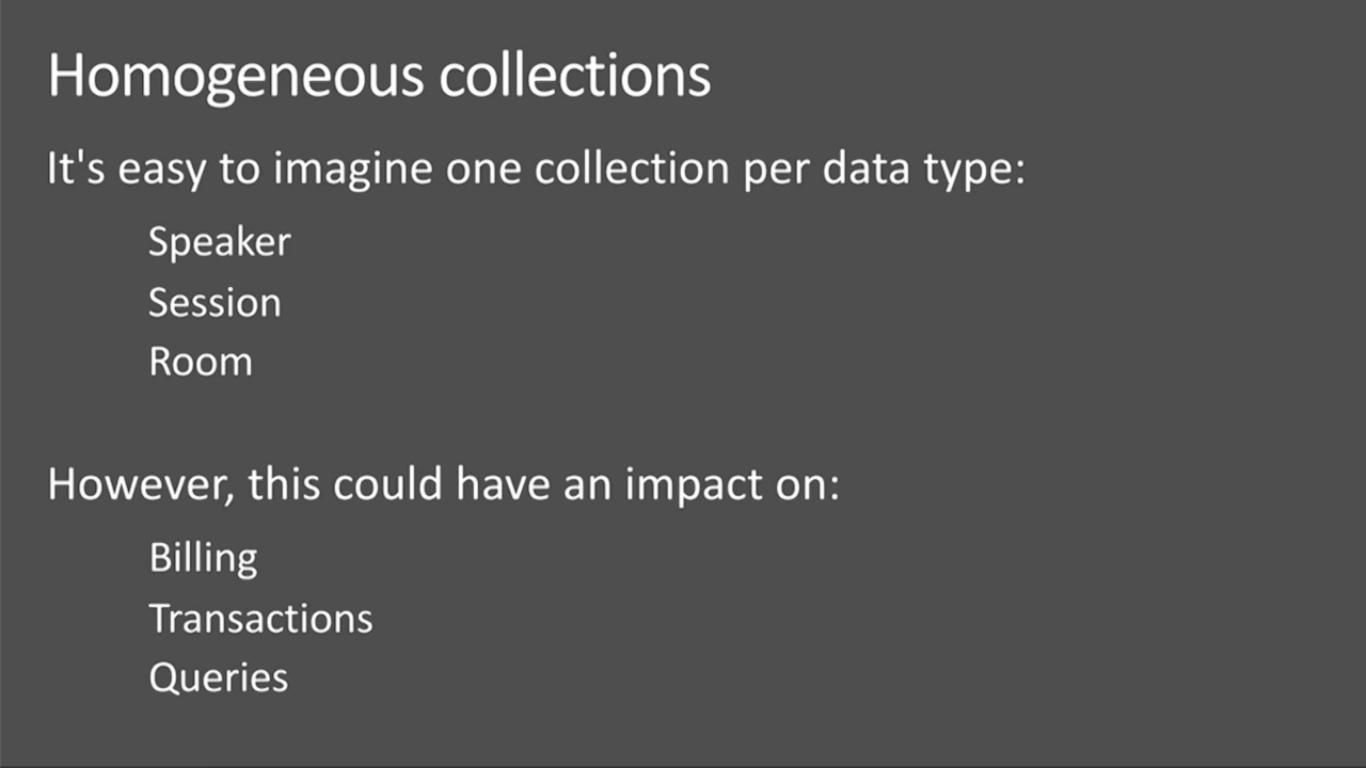 Homogeneous collections
It's easy to imagine one collection per data type:
Speaker
Session
Room
However, this could have an impact on:
Billing
Transactions
Queries